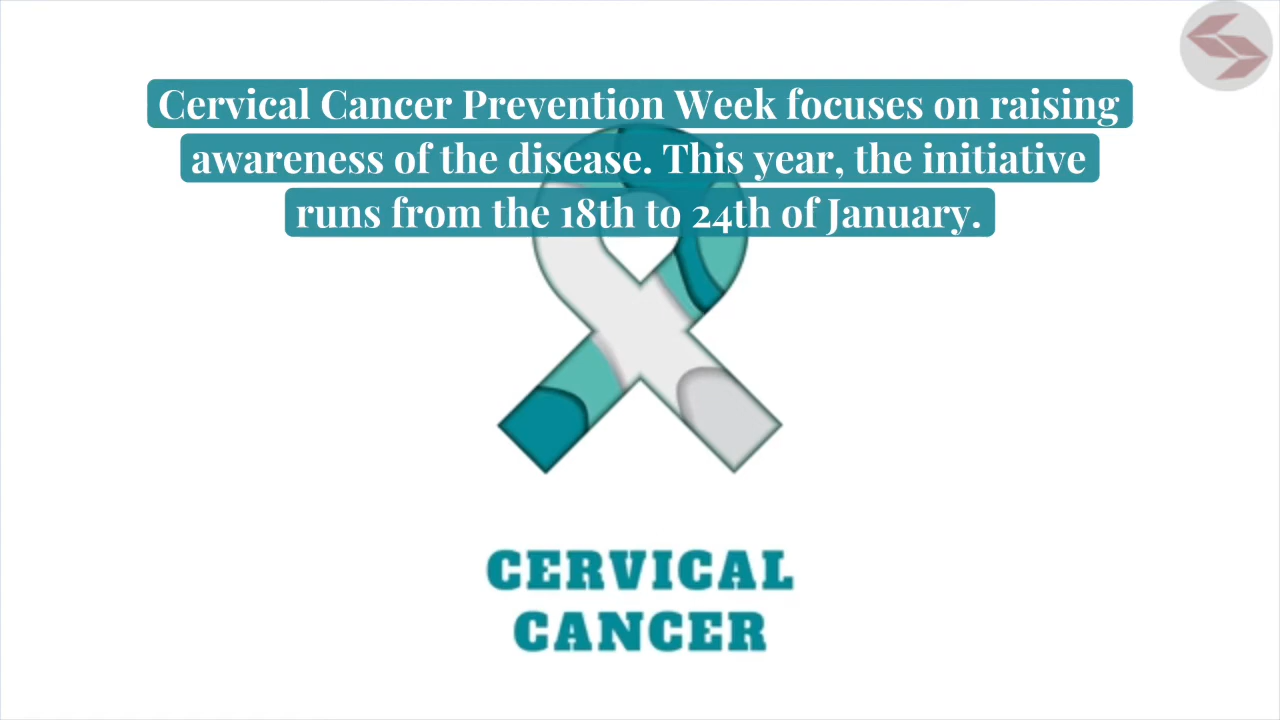 Cervical Cancer Prevention Week focuses on raising
awareness of the disease. This year, the initiative
runs from the 18th to 24th of January.
CERVICAL
CANCER